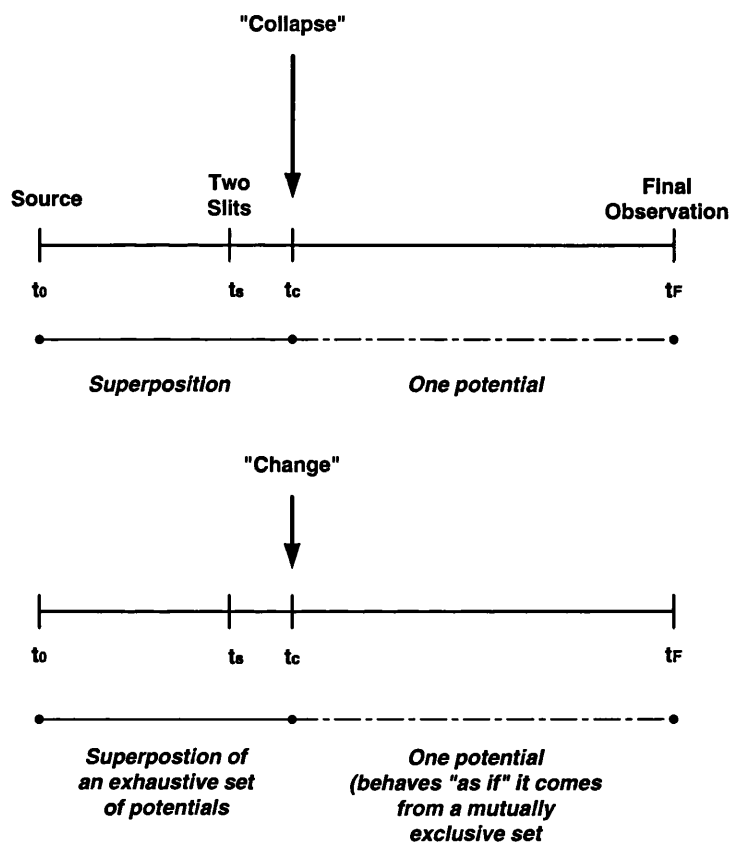 "Collapse"
Source
Two
Slits
Final
Observation
t0
ts
tc
tF
Superposition
One potential
"Change"
t0
ts
tc
tF
Superpostion of
an exhaustive set
of potentials
One potential
(behaves "as if" it comes
from a mutually
exclusive set